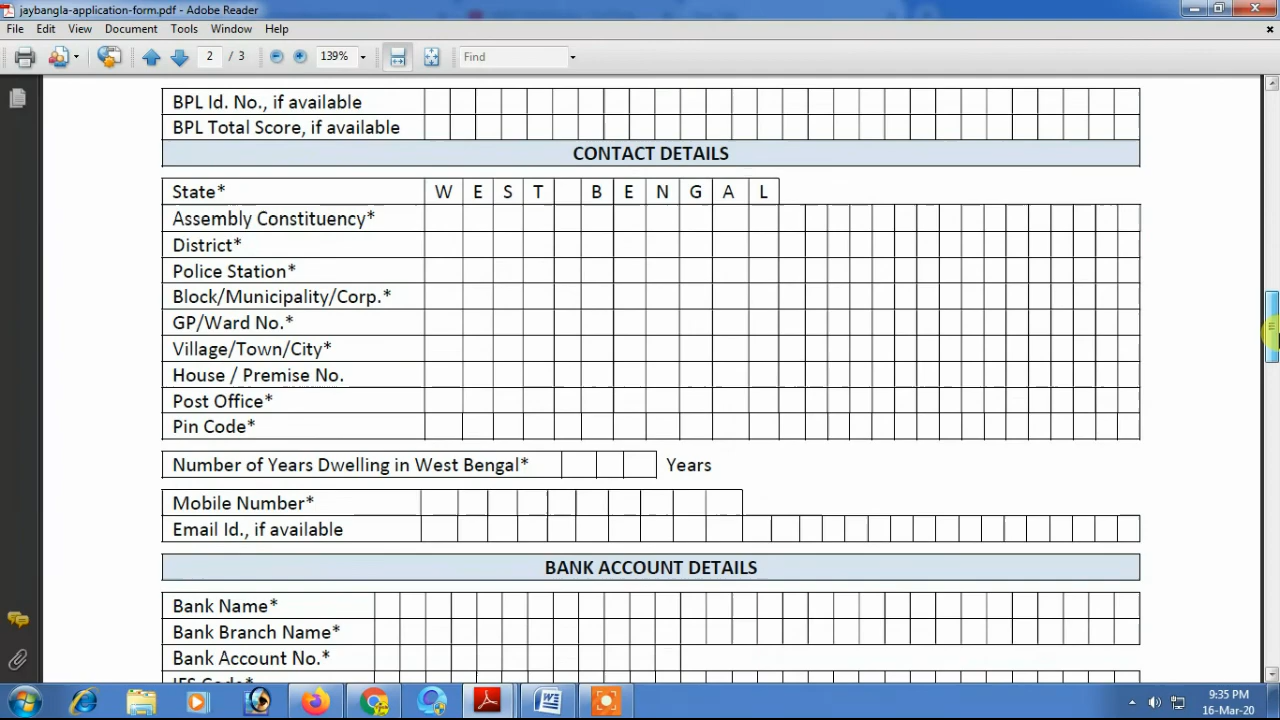 jaybangla-application-form.pdf - Adobe Reader
File Edit View Document Tools Window Help
2 / 3 139% Find
BPL Id. No., if available
BPL Total Score, if available
CONTACT DETAILS
State* W E S T B E N G A L
Assembly Constituency*
District*
Police Station*
Block/Municipality/Corp.*
GP/Ward No.*
Village/Town/City*
House / Premise No.
Post Office*
Pin Code*
Number of Years Dwelling in West Bengal* Years
Mobile Number*
Email Id., if available
BANK ACCOUNT DETAILS
Bank Name*
Bank Branch Name*
Bank Account No.*
IFS Code*
9:35 PM
16-Mar-20